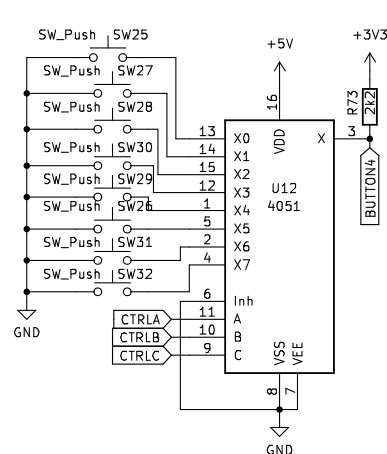 SW_Push SW25
SW_Push SW27
SW28
SW_Push SW30
SW_Push SW29
SW_Push SW26
SW_Push SW31
SW_Push SW32
GND
+5V
+3V3
R73
2k2
BUTTON4
16
VDD
U12
4051
13 X0
14 X1
15 X2
12 X3
1 X4
5 X5
2 X6
4 X7
X 3
6 Inh
CTRLA 11 A
CTRLB 10 B
CTRLC 9 C
VSS
VEE
8
7
GND